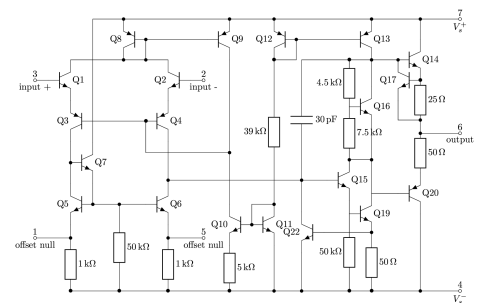 7
V_s^+
Q8
Q9
Q12
Q13
Q14
Q1
Q2
Q17
3
input +
2
input -
4.5 kΩ
Q16
25 Ω
Q3
Q4
39 kΩ
30 pF
7.5 kΩ
6
output
Q7
50 Ω
Q15
Q20
Q5
Q6
Q10
Q11
Q22
Q19
1
offset null
5
offset null
50 kΩ
1 kΩ
1 kΩ
5 kΩ
50 kΩ
50 Ω
4
V_s^-